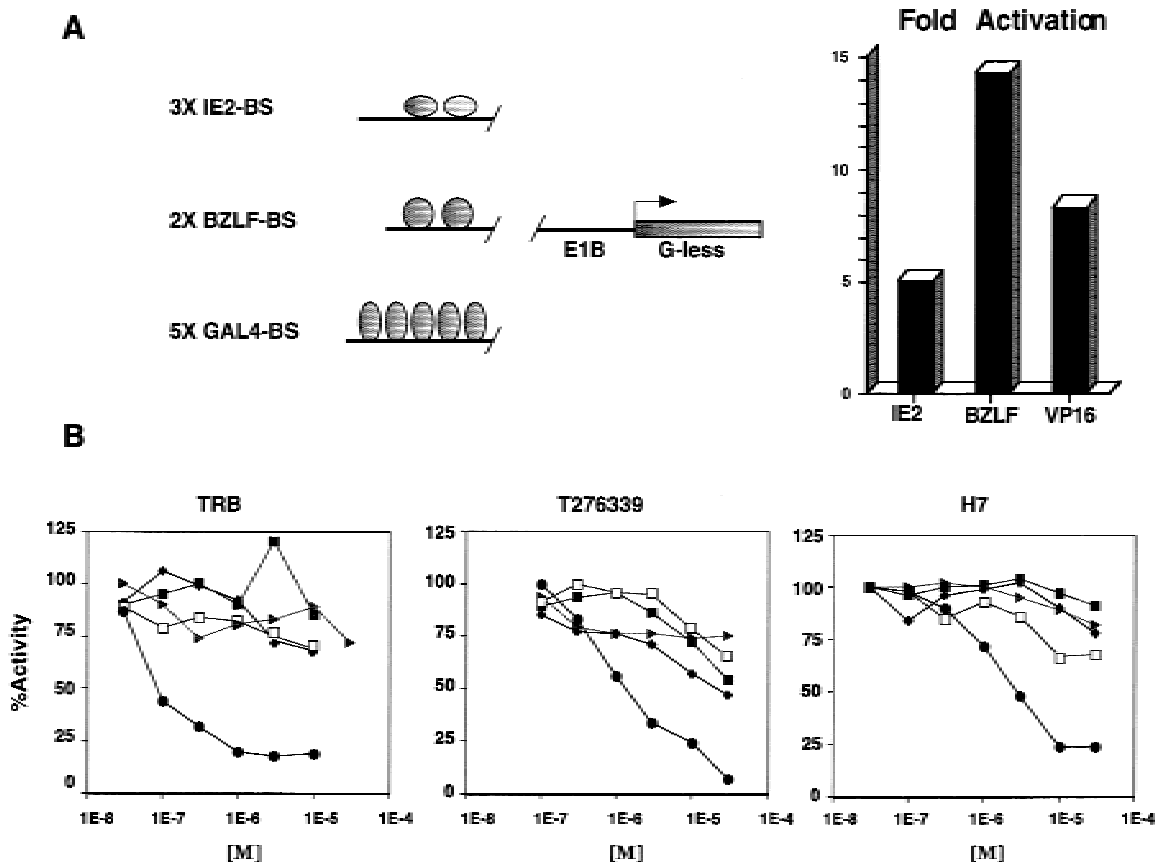 A
Fold Activation
3X IE2-BS
2X BZLF-BS
5X GAL4-BS
E1B
G-less
15
10
5
0
IE2
BZLF
VP16
B
TRB
T276339
H7
%Activity
125
100
75
50
25
0
1E-8
1E-7
1E-6
1E-5
1E-4
[M]
125
100
75
50
25
0
1E-8
1E-7
1E-6
1E-5
1E-4
[M]
125
100
75
50
25
0
1E-8
1E-7
1E-6
1E-5
1E-4
[M]